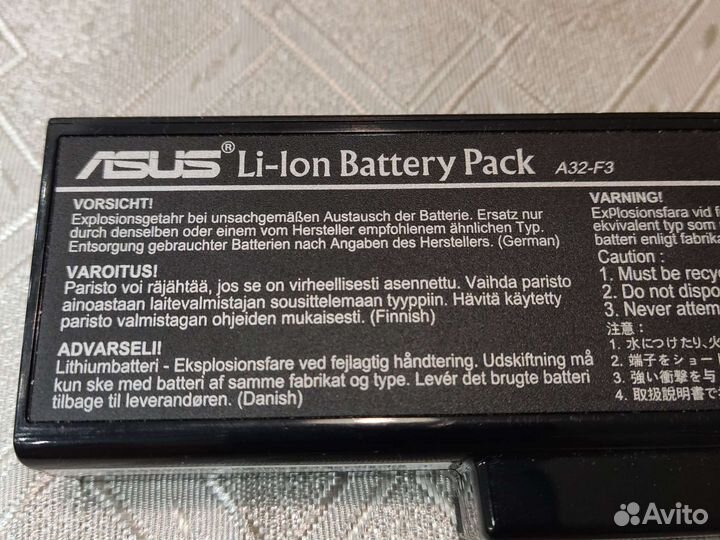 ASUS® Li-Ion Battery Pack A32-F3
VORSICHT!
Explosionsgetahr bei unsachgemäßen Austausch der Batterie. Ersatz nur
durch denselben oder einem vom Hersteller empfohlenem ähnlichen Typ.
Entsorgung gebrauchter Batterien nach Angaben des Herstellers. (German)
VAROITUS!
Paristo voi räjähtää, jos se on virheellisesti asennettu. Vaihda paristo
ainoastaan laitevalmistajan sousittelemaan tyyppiin. Hävitä käytetty
paristo valmistagan ohjeiden mukaisesti. (Finnish)
ADVARSELI!
Lithiumbatteri - Eksplosionsfare ved fejlagtig håndtering. Udskiftning må
kun ske med batteri af samme fabrikat og type. Levér det brugte batteri
tilbage til leverandøren. (Danish)
VARNING!
ExPlosionsfara vid f
ekvivalent typ som
batteri enligt fabrika
Caution :
1. Must be recyc
2. Do not dispo
3. Never attem
注意:
1. 水につけたり,火
2. 端子をショート
3. 強い衝撃を与
4. 取扱説明書で
Avito